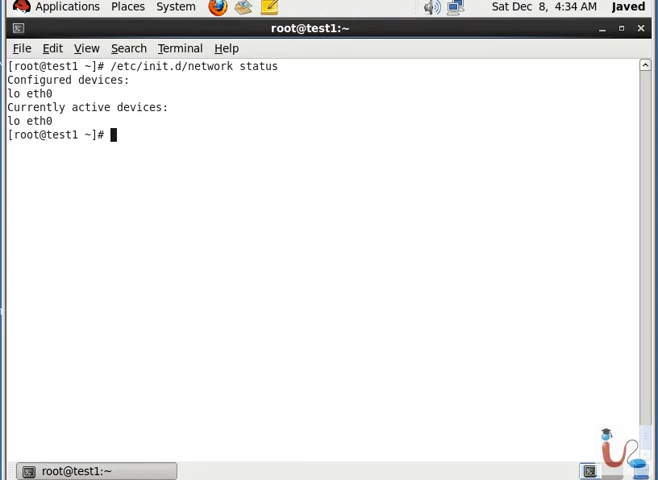 Applications Places System Sat Dec 8, 4:34 AM Javed
root@test1:~
File Edit View Search Terminal Help
[root@test1 ~]# /etc/init.d/network status
Configured devices:
lo eth0
Currently active devices:
lo eth0
[root@test1 ~]#
root@test1:~